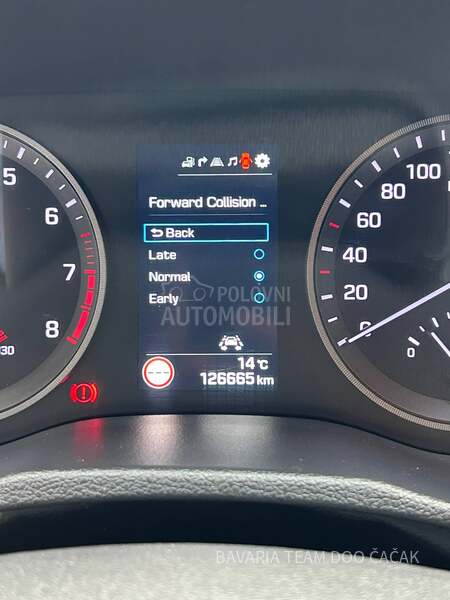 Forward Collision ...
Back
Late
Normal
Early
POLOVNI
AUTOMOBILI
14°C
126665 km
5
6
7
8
100
80
60
40
20
0
0
BAVARIA TEAM DOO ČAČAK